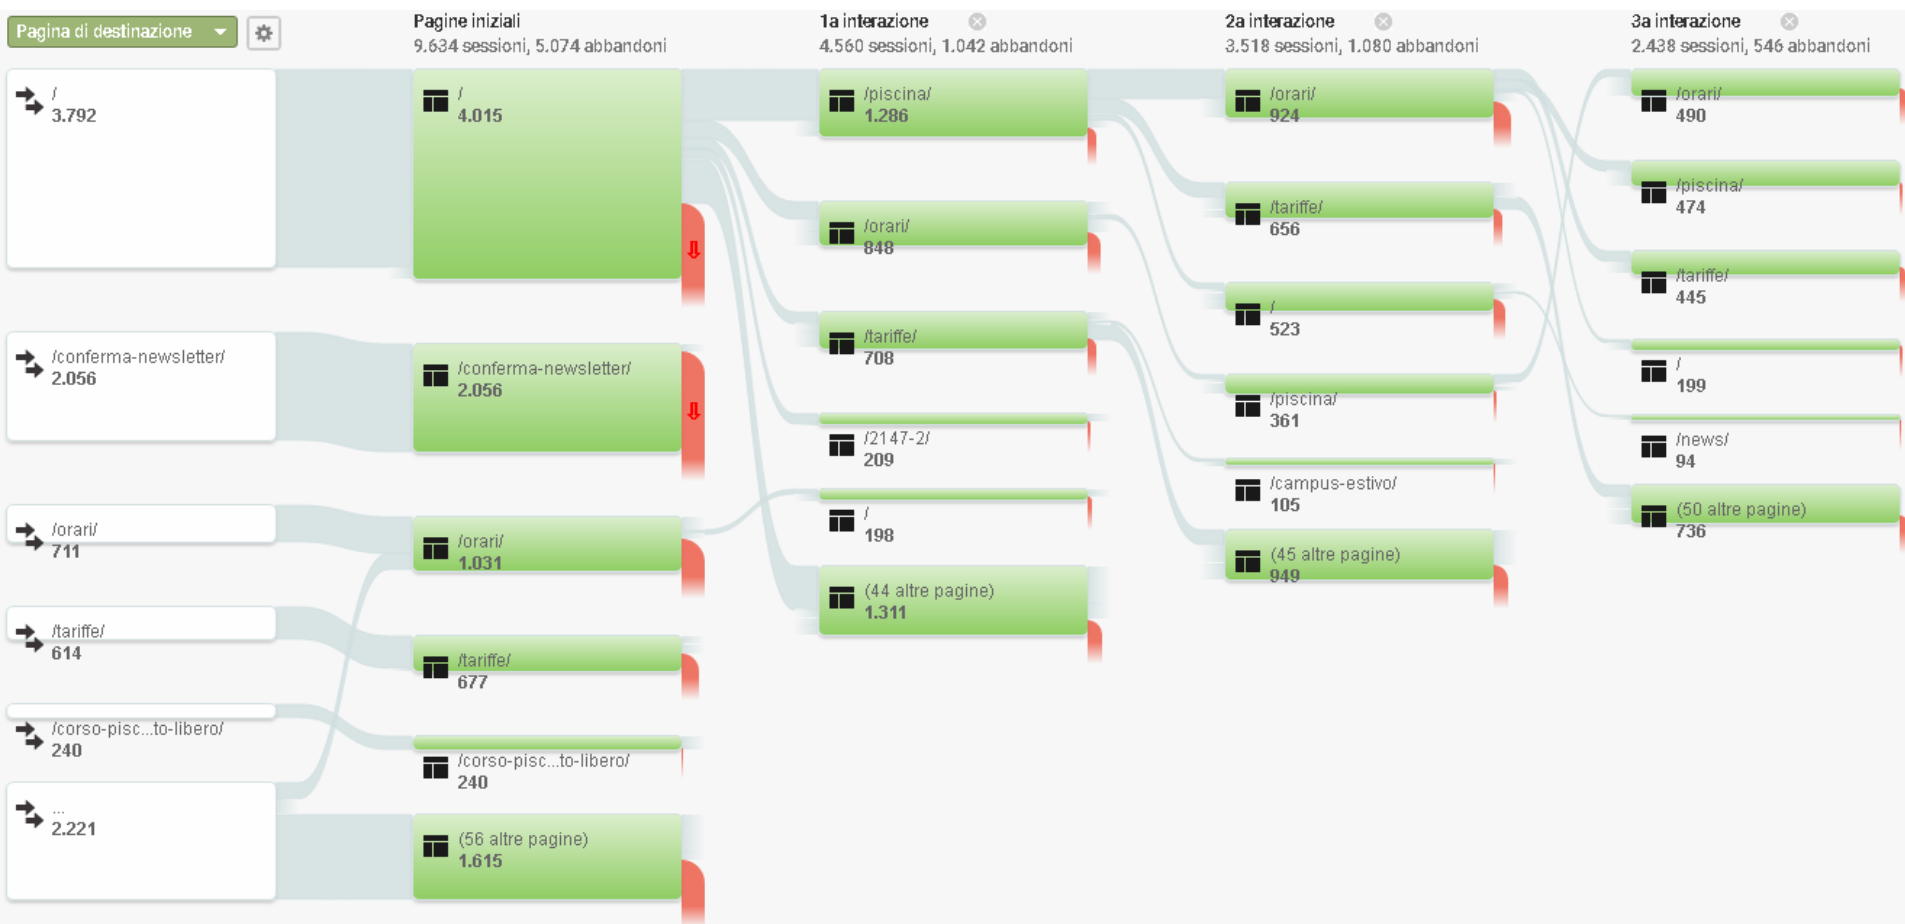 Pagina di destinazione
/
3.792
/conferma-newsletter/
2.056
/orari/
711
/tariffe/
614
/corso-pisc...to-libero/
240
...
2.221
Pagine iniziali
9.634 sessioni, 5.074 abbandoni
/
4.015
/conferma-newsletter/
2.056
/orari/
1.031
/tariffe/
677
/corso-pisc...to-libero/
240
(56 altre pagine)
1.615
1a interazione
4.560 sessioni, 1.042 abbandoni
/piscina/
1.286
/orari/
848
/tariffe/
708
/2147-2/
209
/
198
(44 altre pagine)
1.311
2a interazione
3.518 sessioni, 1.080 abbandoni
/orari/
924
/tariffe/
656
/
523
/piscina/
361
/campus-estivo/
105
(45 altre pagine)
949
3a interazione
2.438 sessioni, 546 abbandoni
/orari/
490
/piscina/
474
/tariffe/
445
/
199
/news/
94
(50 altre pagine)
736